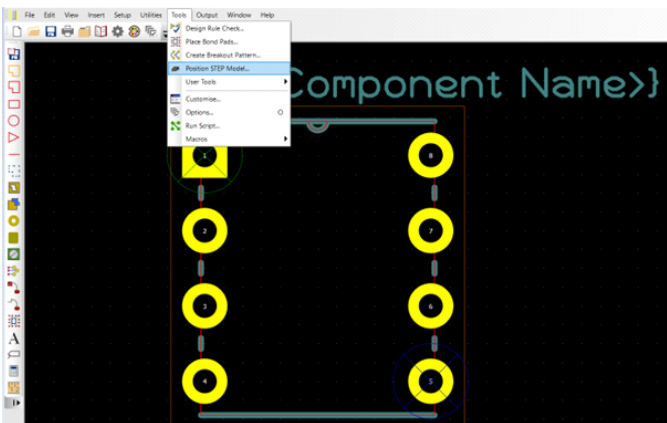 File Edit View Insert Setup Utilities Tools Output Window Help
Design Rule Check...
Place Bond Pads...
Create Breakout Pattern...
Position STEP Model...
User Tools
Customise...
Options... O
Run Script...
Macros
Component Name>}
1 8
2 7
3 6
4 5
A